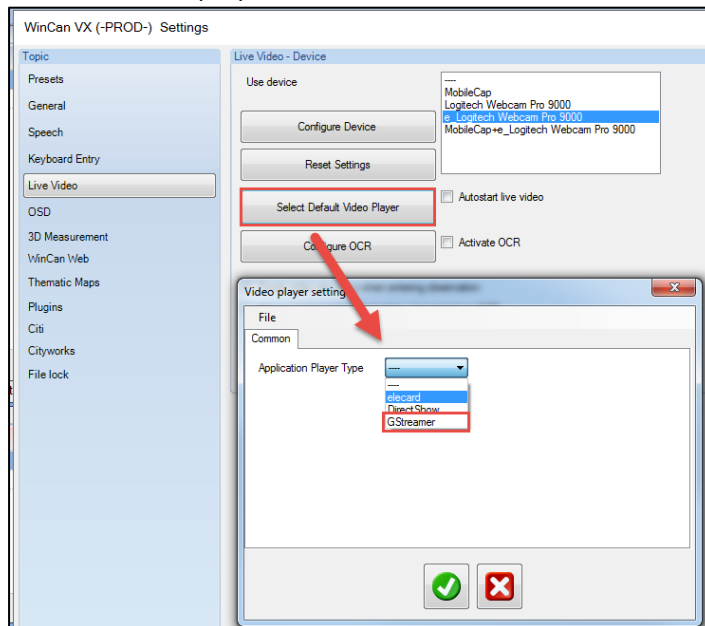 WinCan VX (-PROD-) Settings
Topic
Presets
General
Speech
Keyboard Entry
Live Video
OSD
3D Measurement
WinCan Web
Thematic Maps
Plugins
Citi
Cityworks
File lock
Live Video - Device
Use device
----
MobileCap
Logitech Webcam Pro 9000
e_Logitech Webcam Pro 9000
MobileCap+e_Logitech Webcam Pro 9000
Configure Device
Reset Settings
Select Default Video Player
Autostart live video
Configure OCR
Activate OCR
Video player setting
File
Common
Application Player Type
----
----
elecard
DirectShow
GStreamer